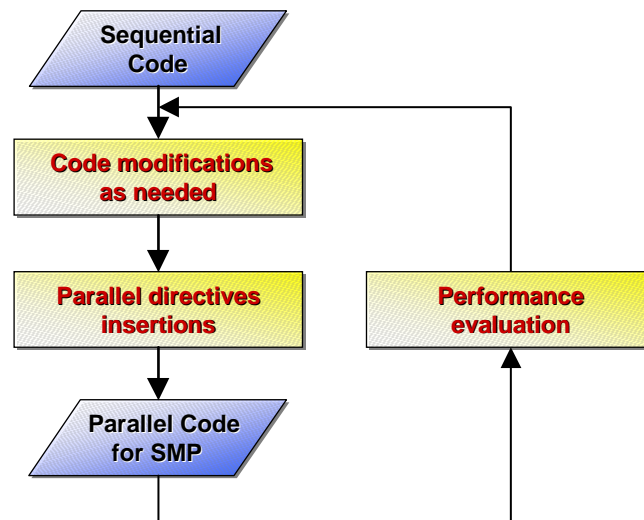 Sequential
Code
Code modifications
as needed
Parallel directives
insertions
Performance
evaluation
Parallel Code
for SMP